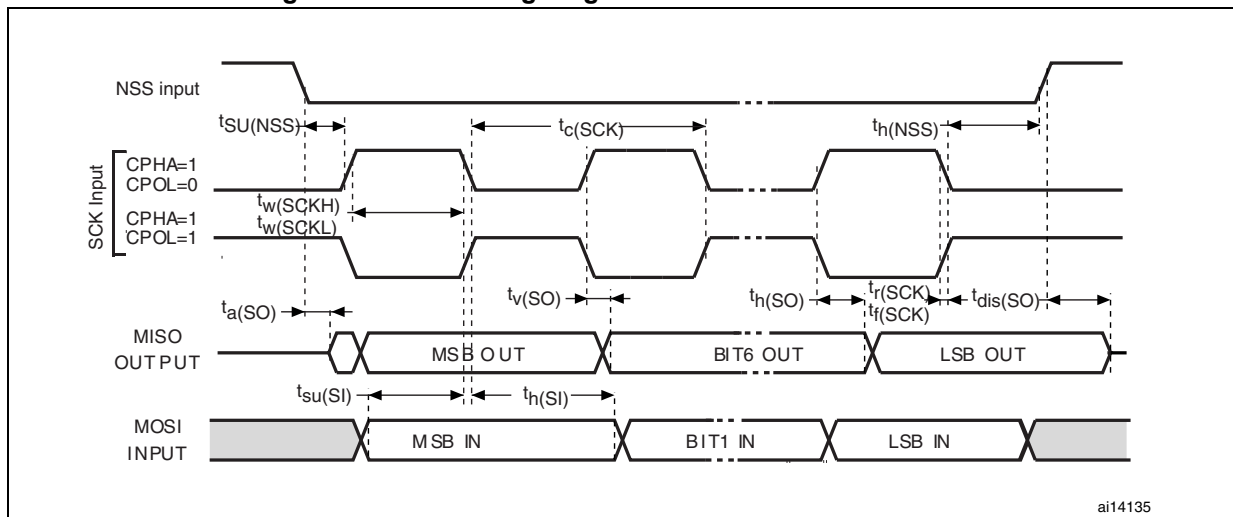 NSS input
tSU(NSS)
tc(SCK)
th(NSS)
SCK Input
CPHA=1
CPOL=0
tw(SCKH)
tw(SCKL)
CPHA=1
CPOL=1
ta(SO)
tv(SO)
th(SO)
tr(SCK)
tf(SCK)
tdis(SO)
MISO
OUTPUT
MSB OUT
BIT6 OUT
LSB OUT
tsu(SI)
th(SI)
MOSI
INPUT
MSB IN
BIT1 IN
LSB IN
ai14135